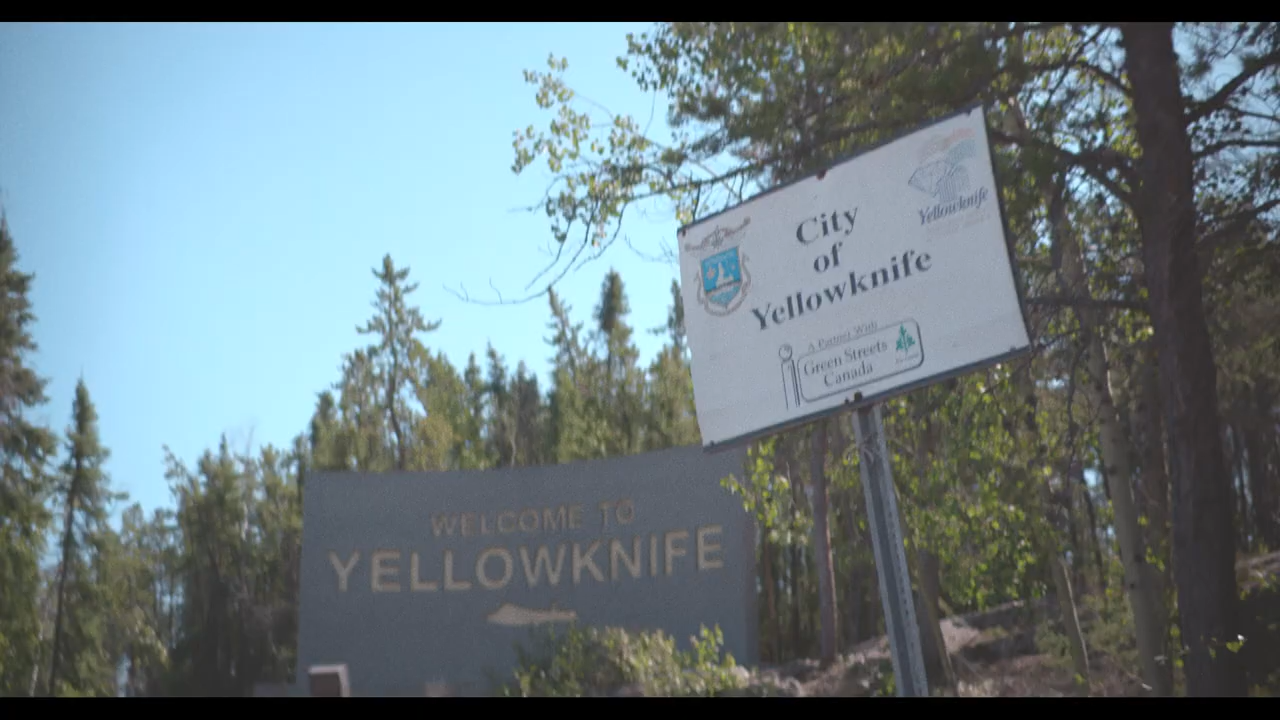 City
of
Yellowknife
Yellowknife
A Partner With
Green Streets
Canada
WELCOME TO
YELLOWKNIFE